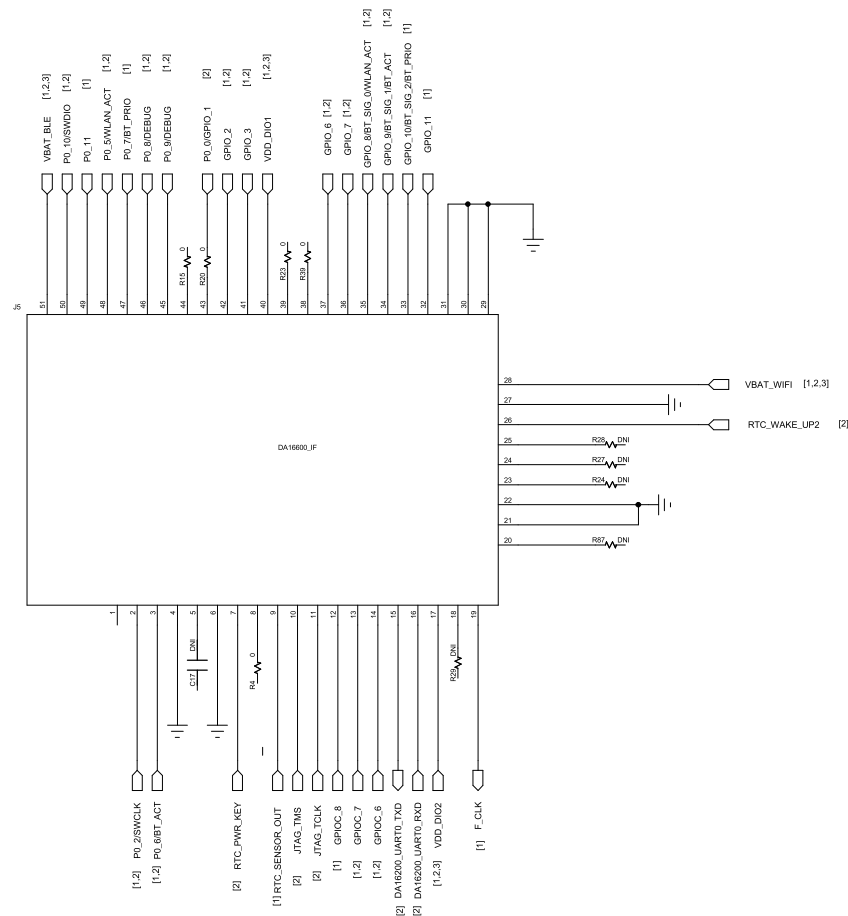 VBAT_BLE [1,2,3]
P0_10/SWDIO [1,2]
P0_11 [1]
P0_5/WLAN_ACT [1,2]
P0_7/BT_PRIO [1]
P0_8/DEBUG [1,2]
P0_9/DEBUG [1,2]
P0_0/GPIO_1 [2]
GPIO_2 [1,2]
GPIO_3 [1,2]
VDD_DIO1 [1,2,3]
GPIO_6 [1,2]
GPIO_7 [1,2]
GPIO_8/BT_SIG_0/WLAN_ACT [1,2]
GPIO_9/BT_SIG_1/BT_ACT [1,2]
GPIO_10/BT_SIG_2/BT_PRIO [1]
GPIO_11 [1]
R15 0
R20 0
R23 0
R39 0
J5
51
50
49
48
47
46
45
44
43
42
41
40
39
38
37
36
35
34
33
32
31
30
29
28 VBAT_WIFI [1,2,3]
27
26 RTC_WAKE_UP2 [2]
25 R28 DNI
DA16600_IF
24 R27 DNI
23 R24 DNI
22
21
20 R87 DNI
1
2
3
4
5
6
7
8
9
10
11
12
13
14
15
16
17
18
19
C17 DNI
R4 0
R29 DNI
[1,2] P0_2/SWCLK
[1,2] P0_6/BT_ACT
[2] RTC_PWR_KEY
[1] RTC_SENSOR_OUT
[2] JTAG_TMS
[2] JTAG_TCLK
[1] GPIOC_8
[1,2] GPIOC_7
[1,2] GPIOC_6
[2] DA16200_UART0_TXD
[2] DA16200_UART0_RXD
[1,2,3] VDD_DIO2
[1] F_CLK